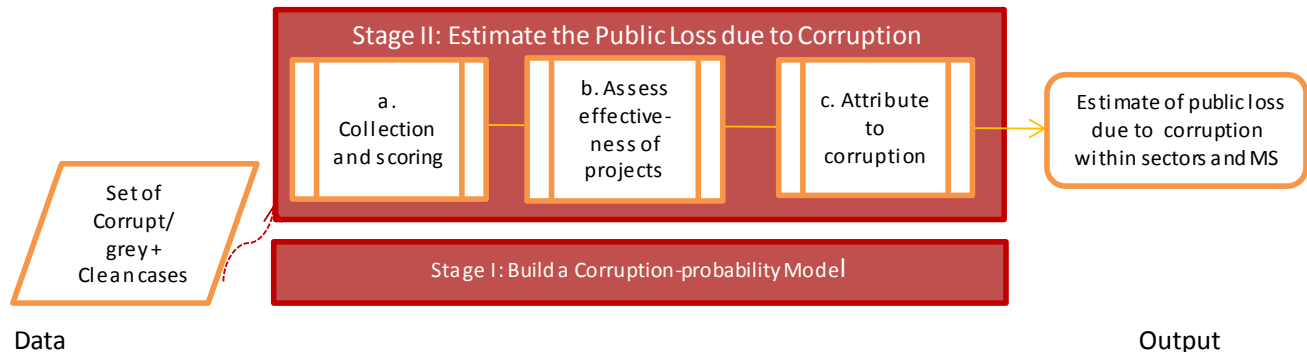 Stage II: Estimate the Public Loss due to Corruption
a.
Collection
and scoring
b. Assess
effective-
ness of
projects
c. Attribute
to
corruption
Estimate of public loss
due to corruption
within sectors and MS
Set of
Corrupt/
grey +
Clean cases
Stage I: Build a Corruption-probability Model
Data
Output